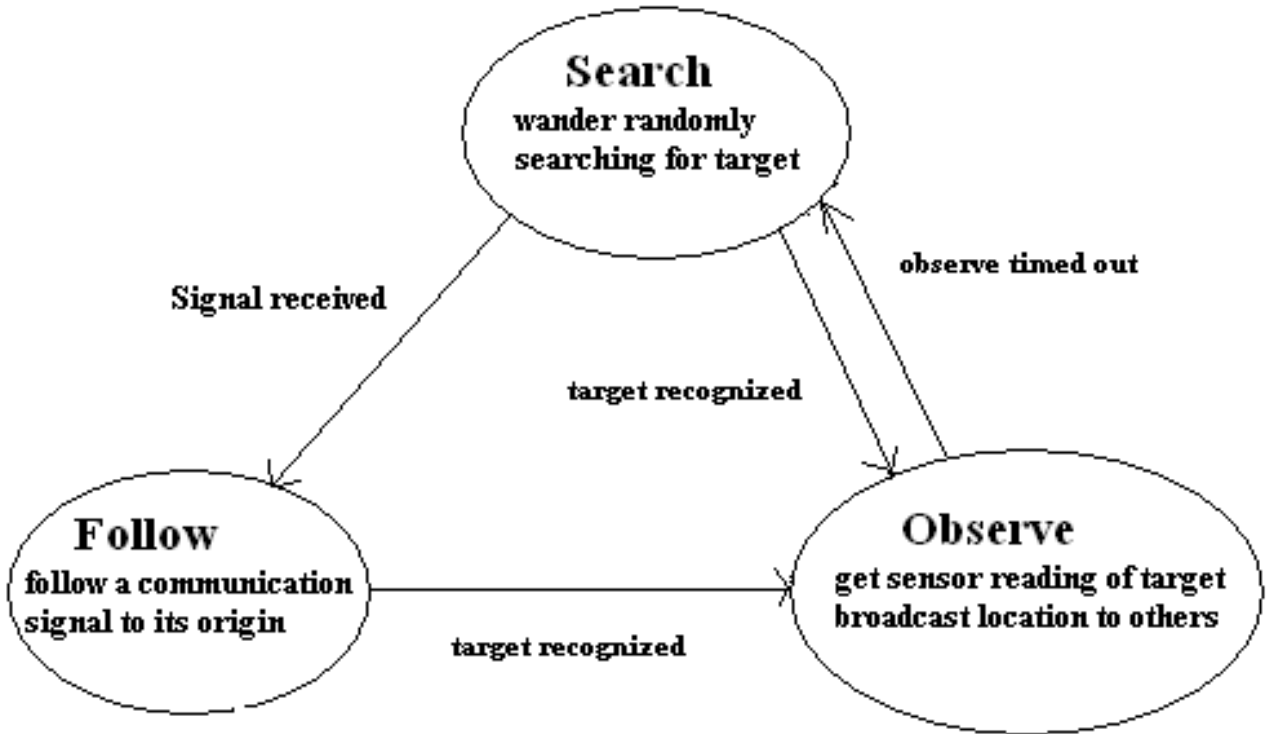 Search
wander randomly
searching for target
Signal received
observe timed out
target recognized
Follow
follow a communication
signal to its origin
target recognized
Observe
get sensor reading of target
broadcast location to others